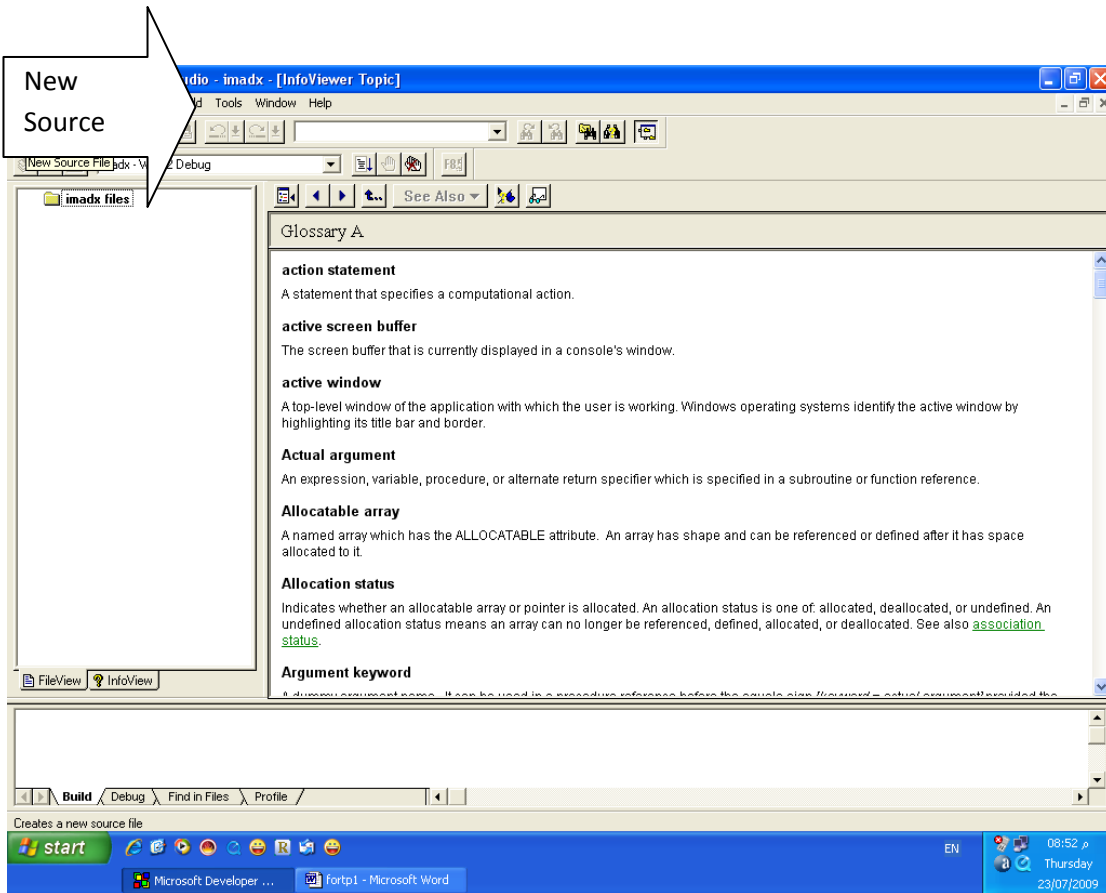 New
Source
dio - imadx - [InfoViewer Topic]
ld Tools Window Help
New Source File
adx - W 2 Debug
imadx files
See Also
Glossary A
action statement
A statement that specifies a computational action.
active screen buffer
The screen buffer that is currently displayed in a console's window.
active window
A top-level window of the application with which the user is working. Windows operating systems identify the active window by
highlighting its title bar and border.
Actual argument
An expression, variable, procedure, or alternate return specifier which is specified in a subroutine or function reference.
Allocatable array
A named array which has the ALLOCATABLE attribute. An array has shape and can be referenced or defined after it has space
allocated to it.
Allocation status
Indicates whether an allocatable array or pointer is allocated. An allocation status is one of: allocated, deallocated, or undefined. An
undefined allocation status means an array can no longer be referenced, defined, allocated, or deallocated. See also association
status.
Argument keyword
FileView InfoView
Build Debug Find in Files Profile
Creates a new source file
start
EN
08:52 م
Thursday
23/07/2009
Microsoft Developer ...
fortp1 - Microsoft Word